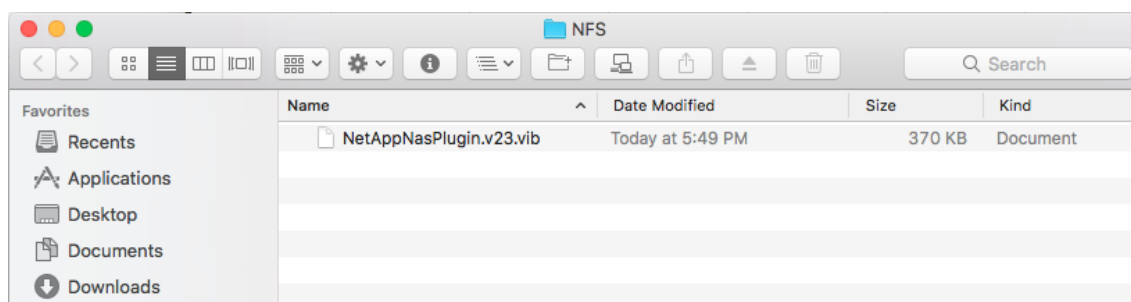 NFS
Search
Favorites
Name
Date Modified
Size
Kind
Recents
NetAppNasPlugin.v23.vib
Today at 5:49 PM
370 KB
Document
Applications
Desktop
Documents
Downloads